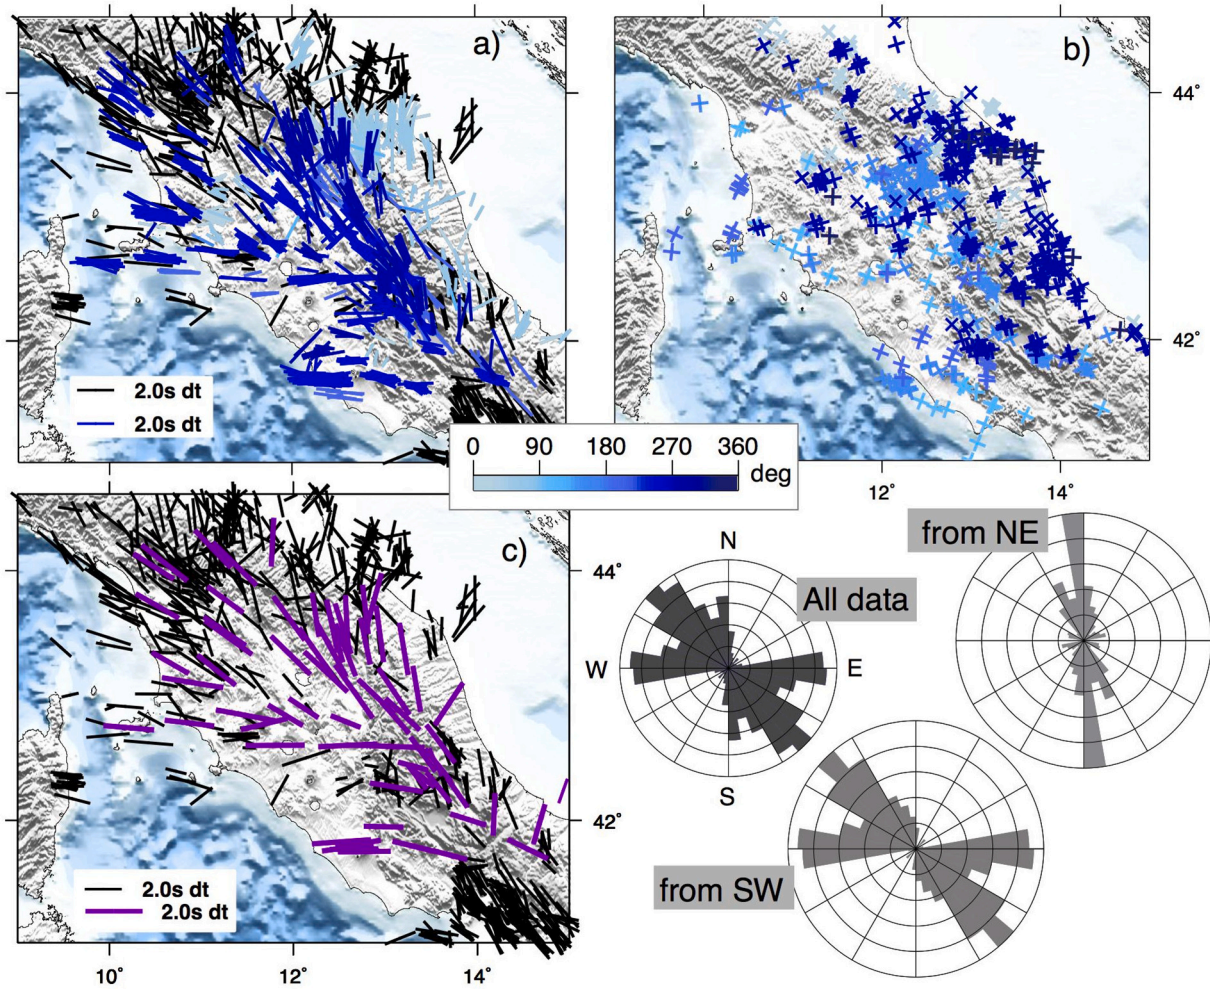 a)
b)
44˚
42˚
2.0s dt
2.0s dt
0 90 180 270 360
deg
12˚ 14˚
c)
44˚
42˚
2.0s dt
2.0s dt
10˚ 12˚ 14˚
from NE
N
All data
W E
S
from SW